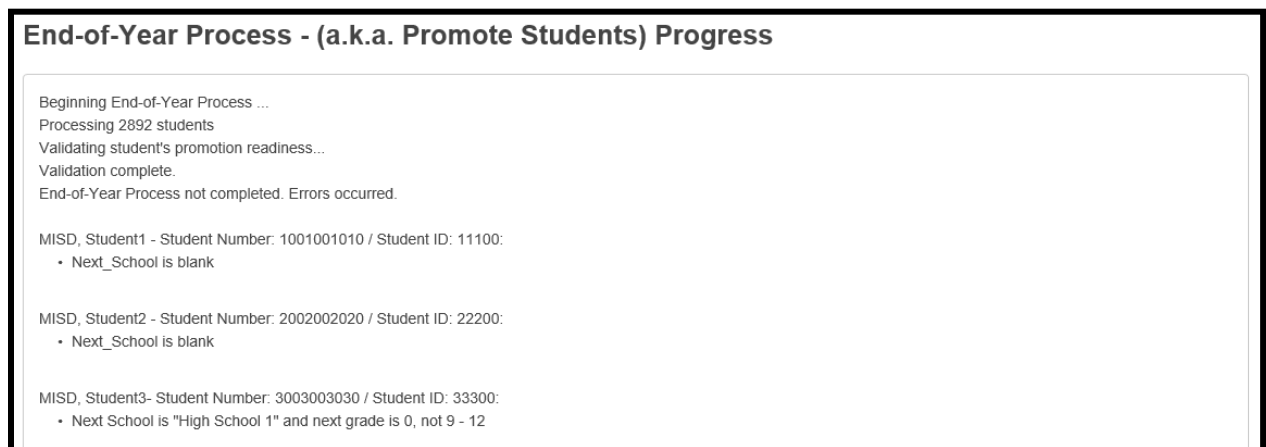 End-of-Year Process - (a.k.a. Promote Students) Progress
Beginning End-of-Year Process ...
Processing 2892 students
Validating student's promotion readiness...
Validation complete.
End-of-Year Process not completed. Errors occurred.
MISD, Student1 - Student Number: 1001001010 / Student ID: 11100:
• Next_School is blank
MISD, Student2 - Student Number: 2002002020 / Student ID: 22200:
• Next_School is blank
MISD, Student3- Student Number: 3003003030 / Student ID: 33300:
• Next School is "High School 1" and next grade is 0, not 9 - 12